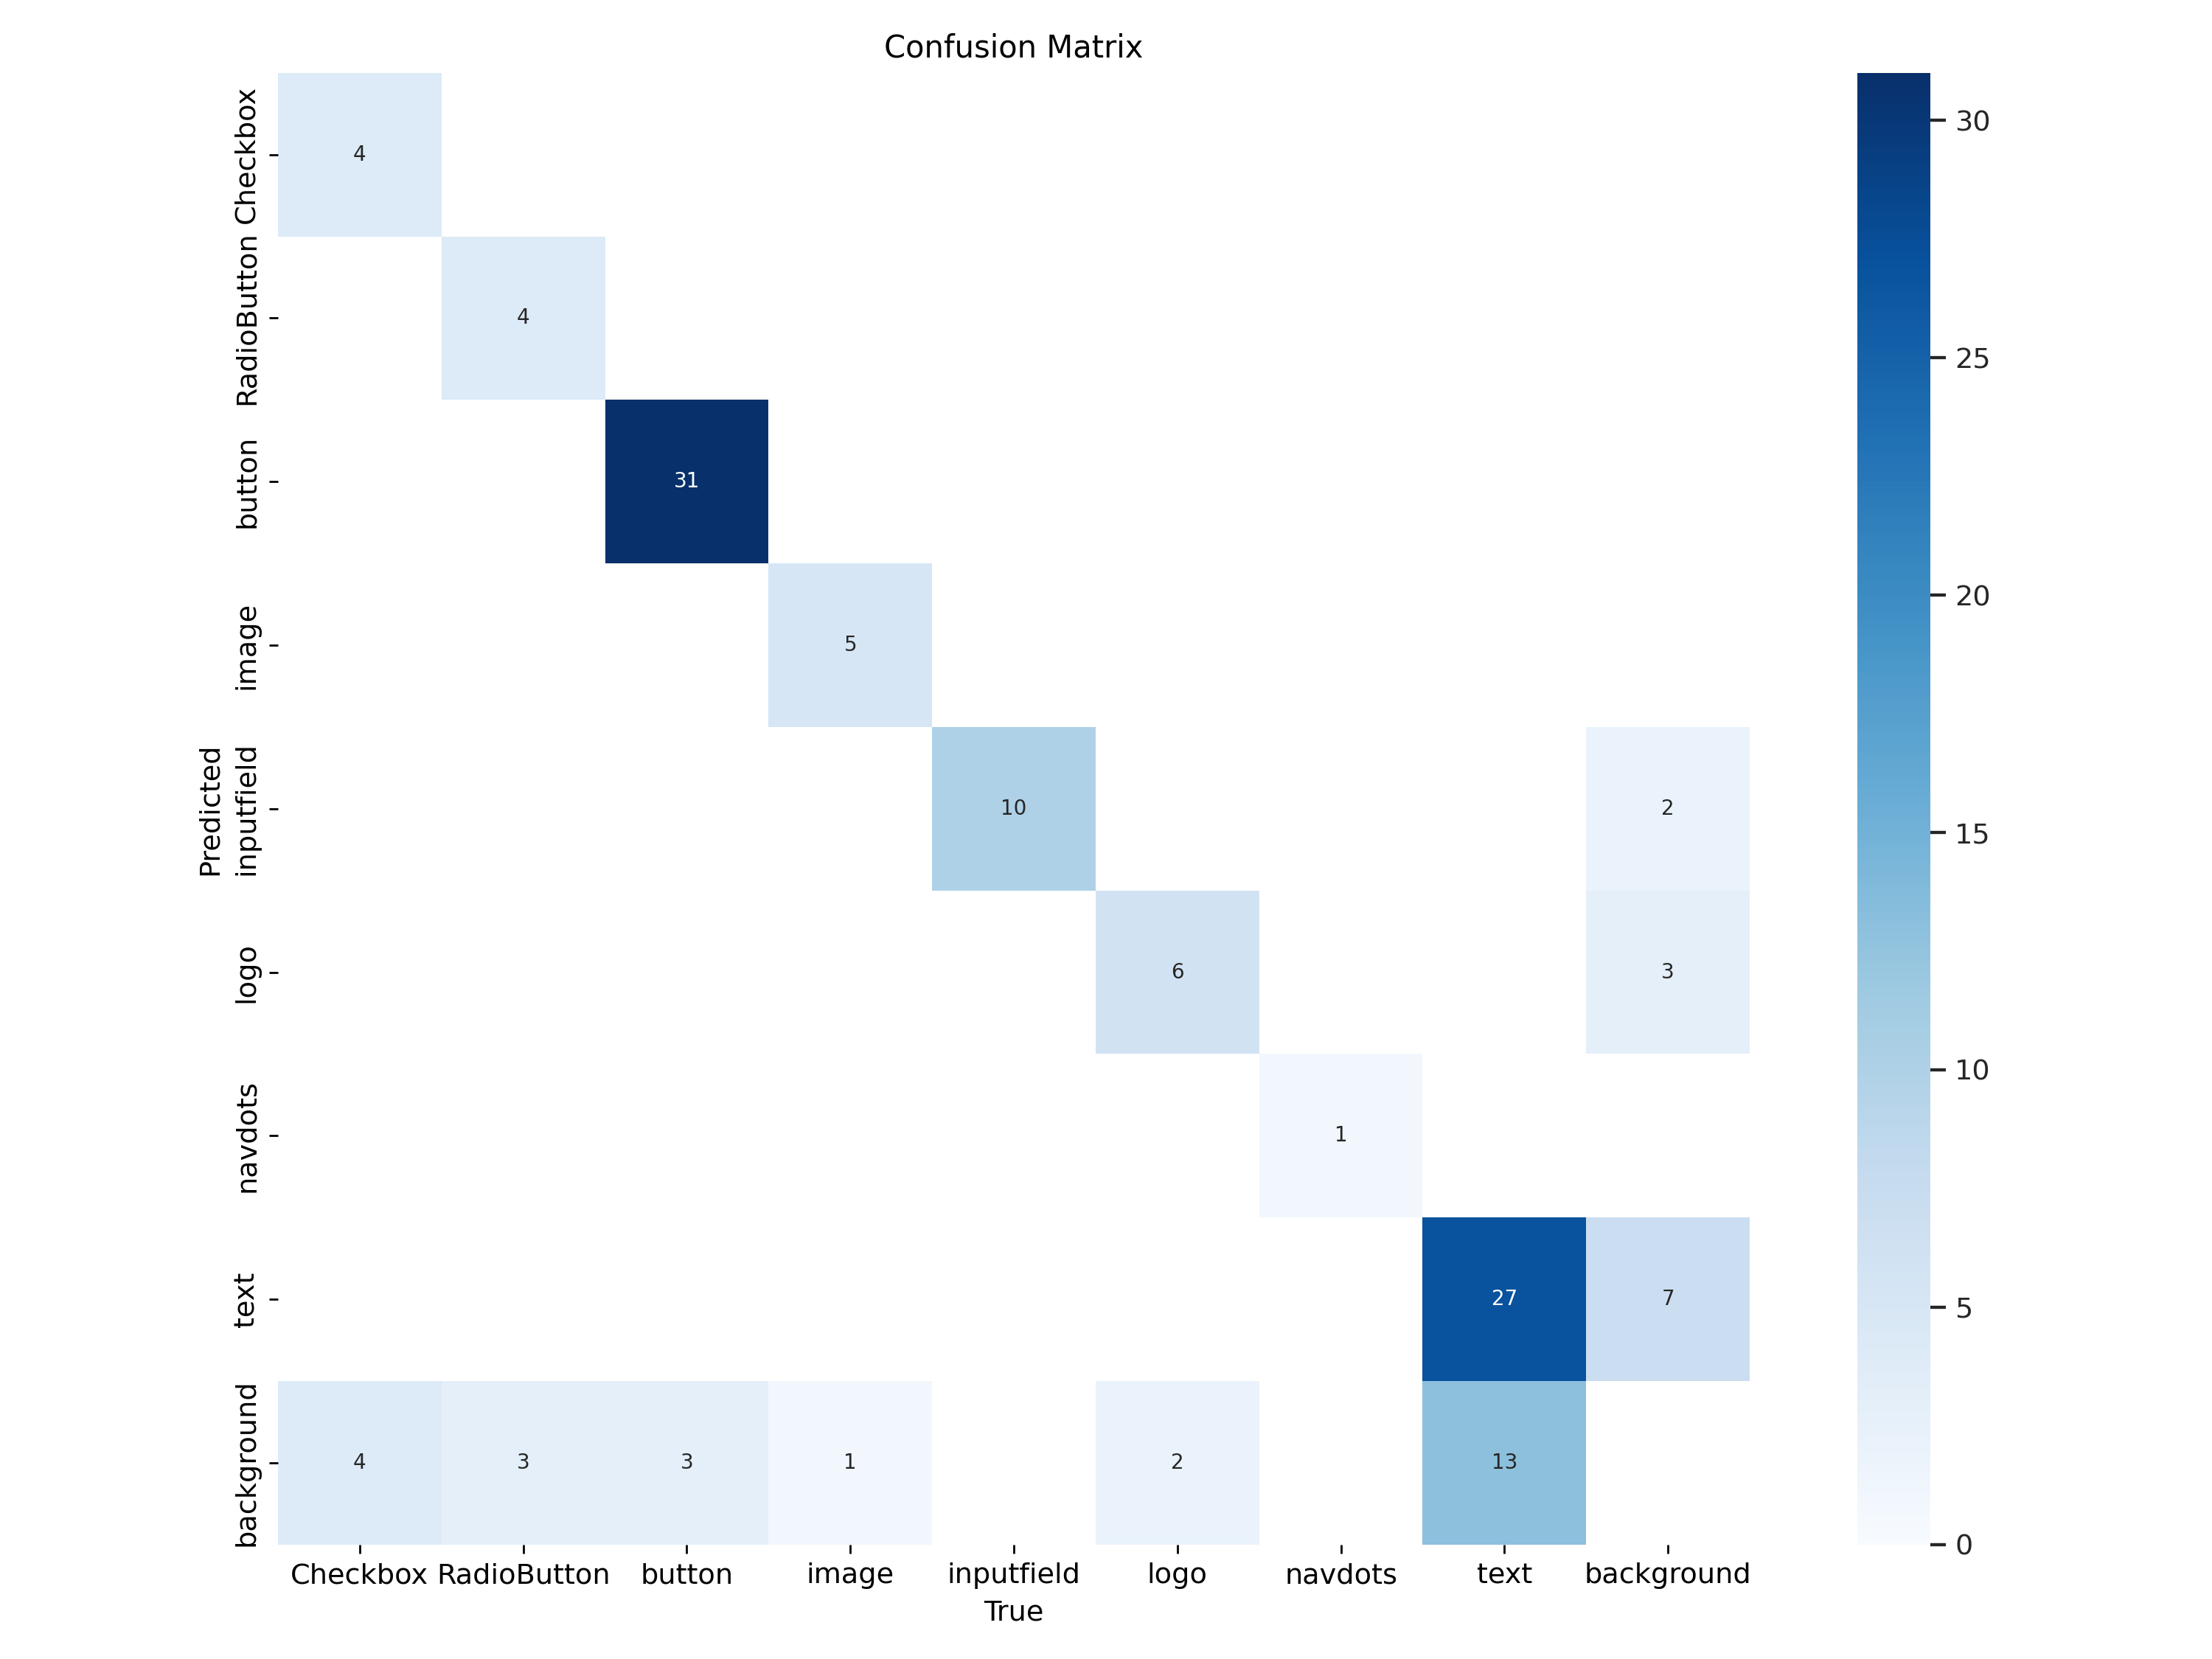 Confusion Matrix
Checkbox
4
RadioButton
4
button
31
image
5
inputfield
10
2
logo
6
3
navdots
1
text
27
7
background
4
3
3
1
2
13
Predicted
Checkbox RadioButton button image inputfield logo navdots text background
True
30
25
20
15
10
5
0